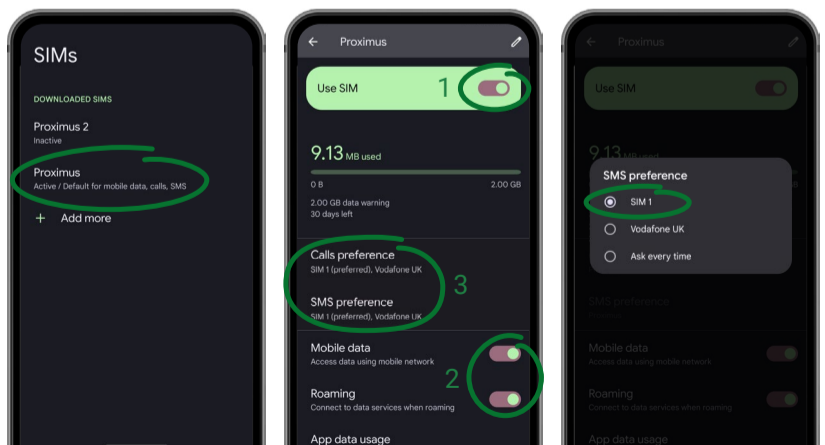 SIMs
DOWNLOADED SIMS
Proximus 2
Inactive
Proximus
Active / Default for mobile data, calls, SMS
+ Add more
Proximus
Use SIM
1
9.13 MB used
0 B
2.00 GB
2.00 GB data warning
30 days left
Calls preference
SIM 1 (preferred), Vodafone UK
SMS preference
SIM 1 (preferred), Vodafone UK
3
Mobile data
Access data using mobile network
2
Roaming
Connect to data services when roaming
App data usage
Proximus
Use SIM
9.13 MB used
SMS preference
SIM 1
Vodafone UK
Ask every time
SMS preference
Mobile data
Access data using mobile network
Roaming
Connect to data services when roaming
App data usage